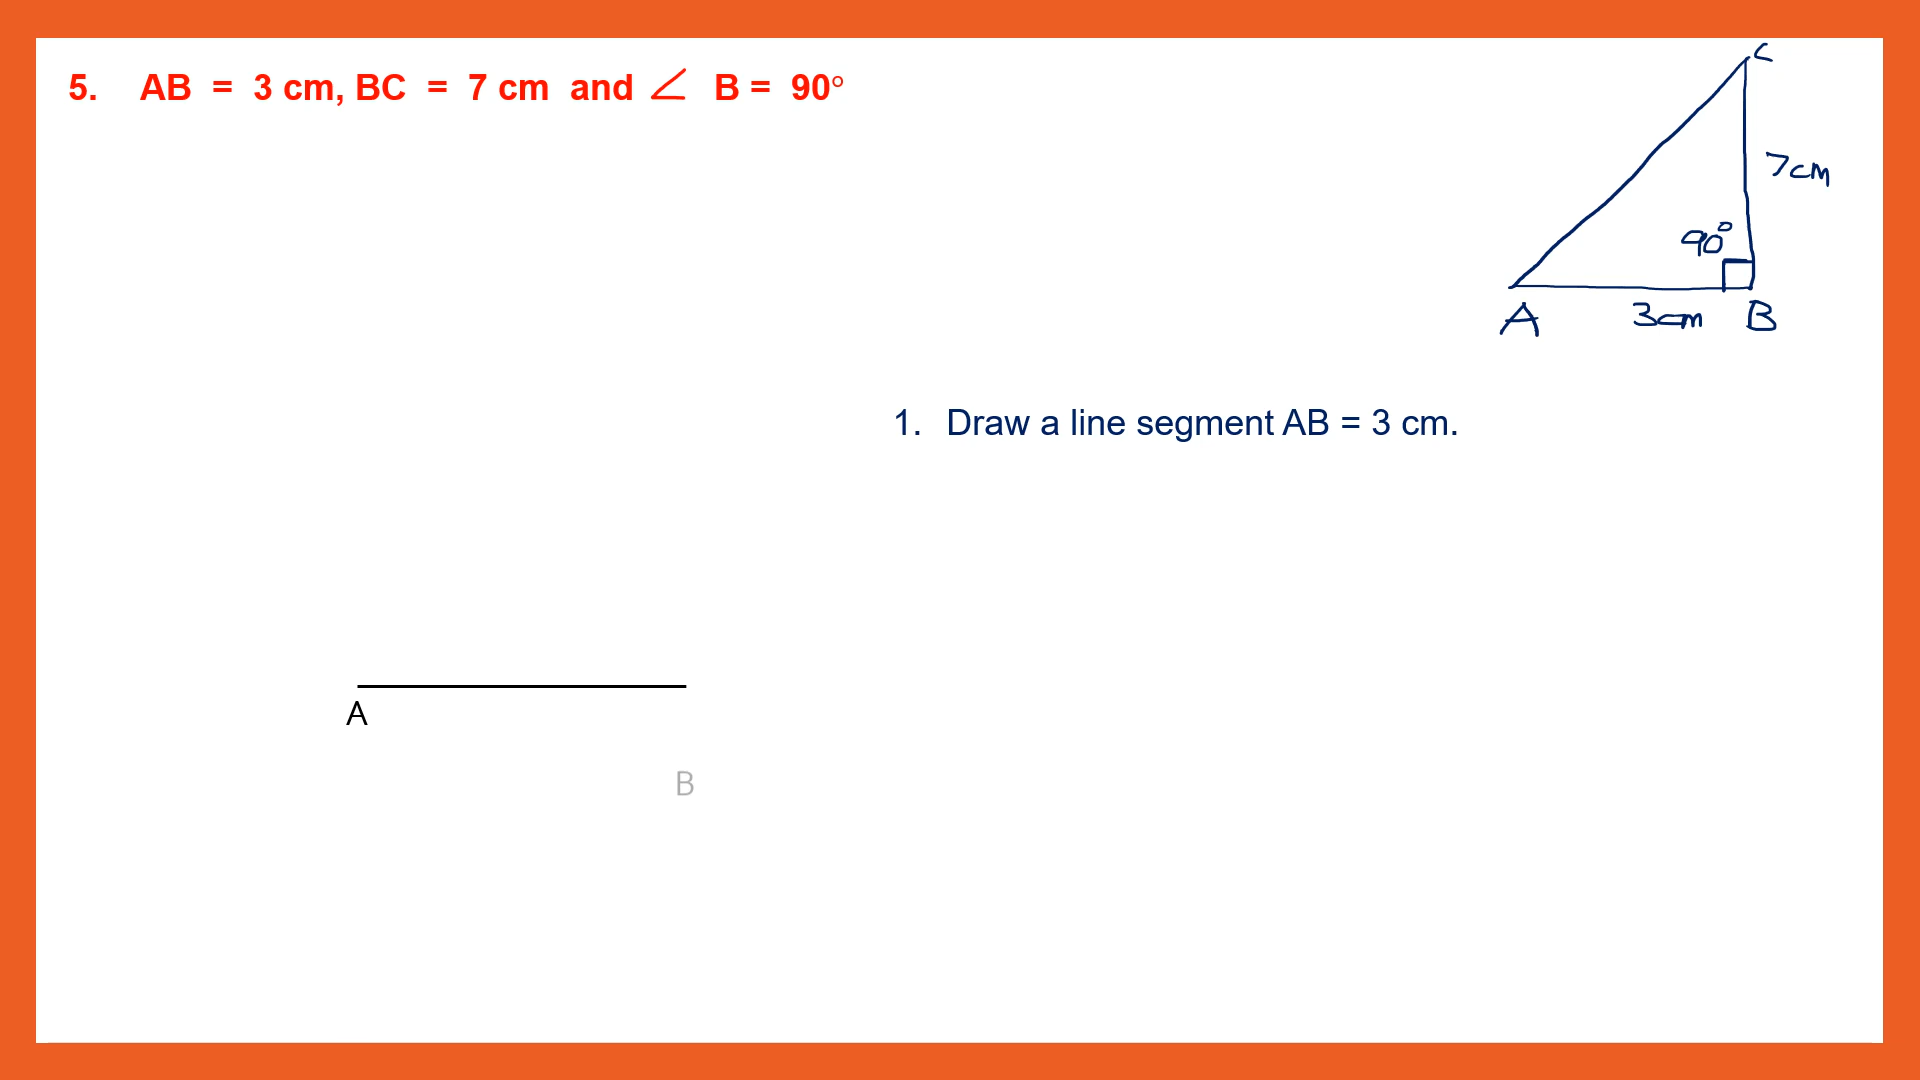 5. AB = 3 cm, BC = 7 cm and ∠ B = 90°
C
7cm
90°
A 3cm B
1. Draw a line segment AB = 3 cm.
A
B